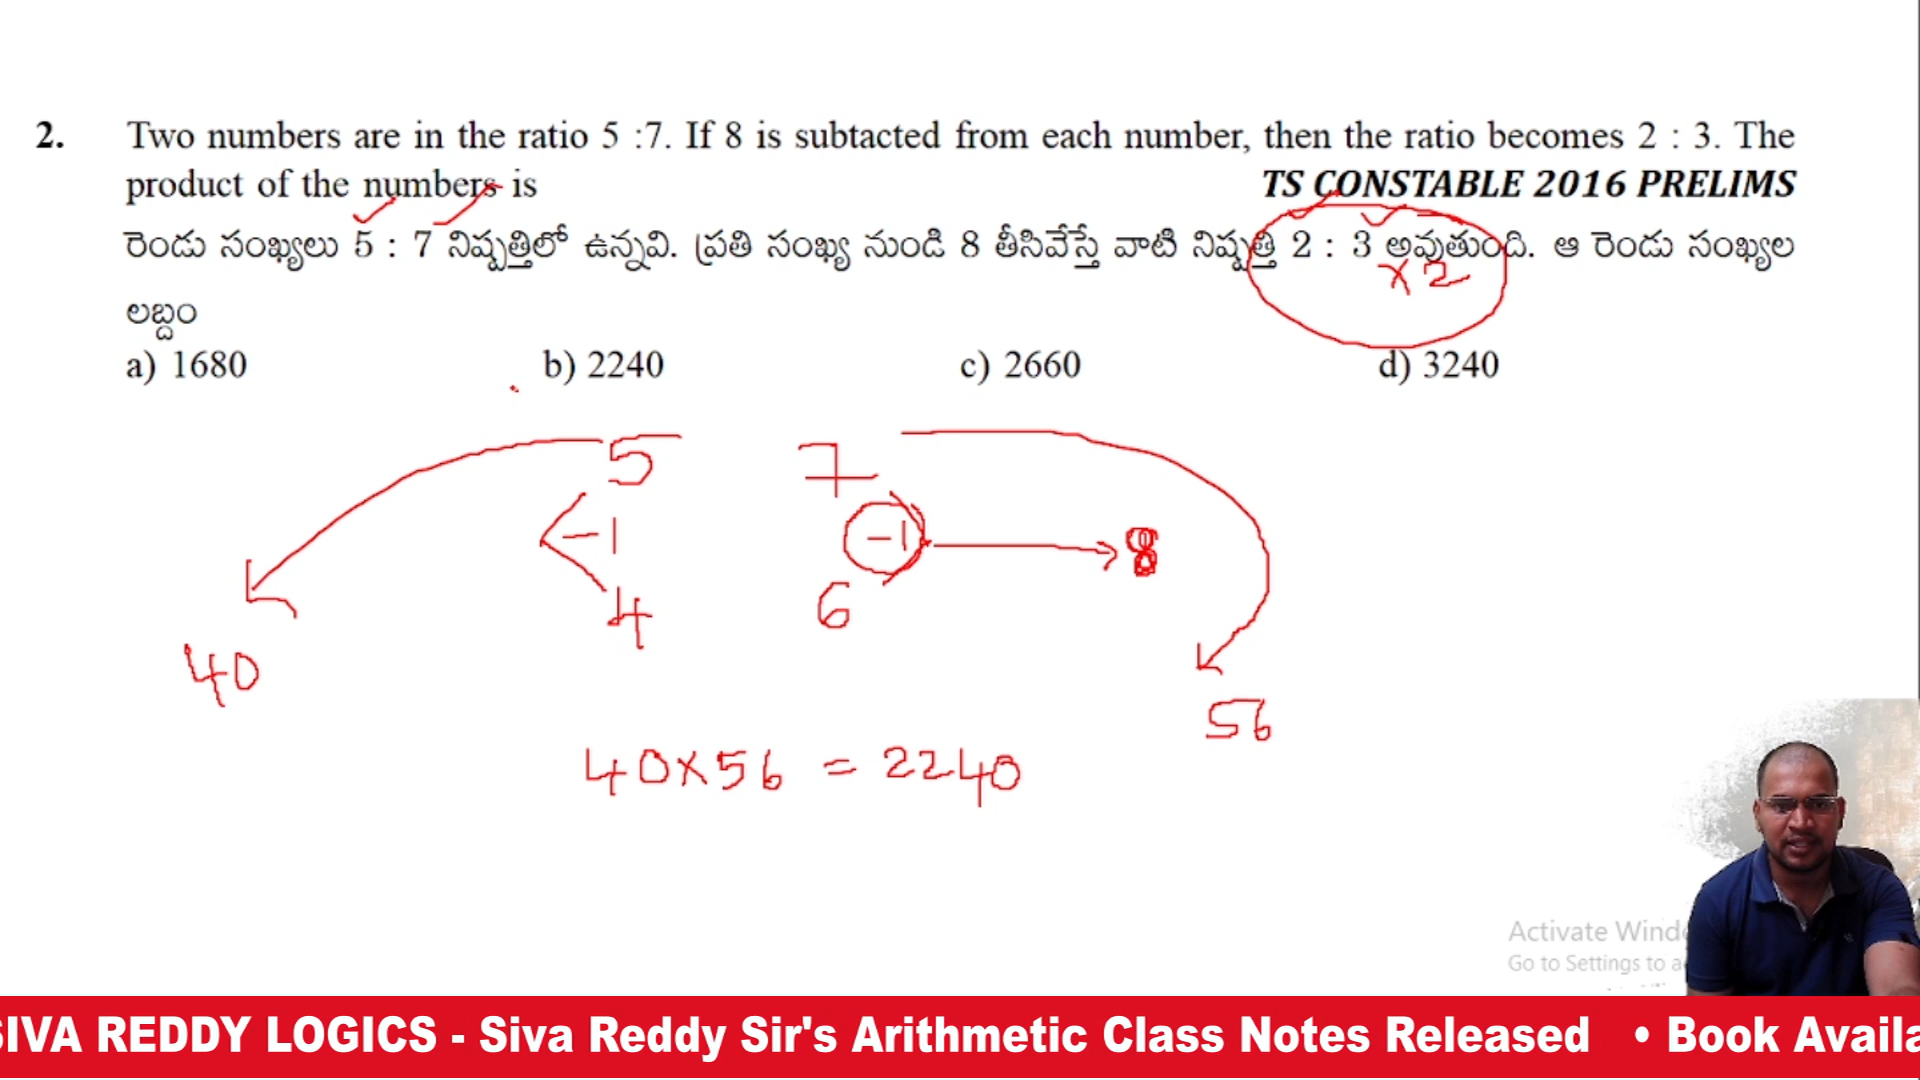 2. Two numbers are in the ratio 5 :7. If 8 is subtacted from each number, then the ratio becomes 2 : 3. The
product of the numbers is TS CONSTABLE 2016 PRELIMS
రెండు సంఖ్యలు 5 : 7 నిష్పత్తిలో ఉన్నవి. ప్రతి సంఖ్య నుండి 8 తీసివేస్తే వాటి నిష్పత్తి 2 : 3 అవుతుంది. ఆ రెండు సంఖ్యల
×2
లబ్దం
a) 1680 b) 2240 c) 2660 d) 3240
5 7
-1 -1 8
4 6
40
56
40×56 = 2240
Activate Wind
Go to Settings to a
SIVA REDDY LOGICS - Siva Reddy Sir's Arithmetic Class Notes Released • Book Availa